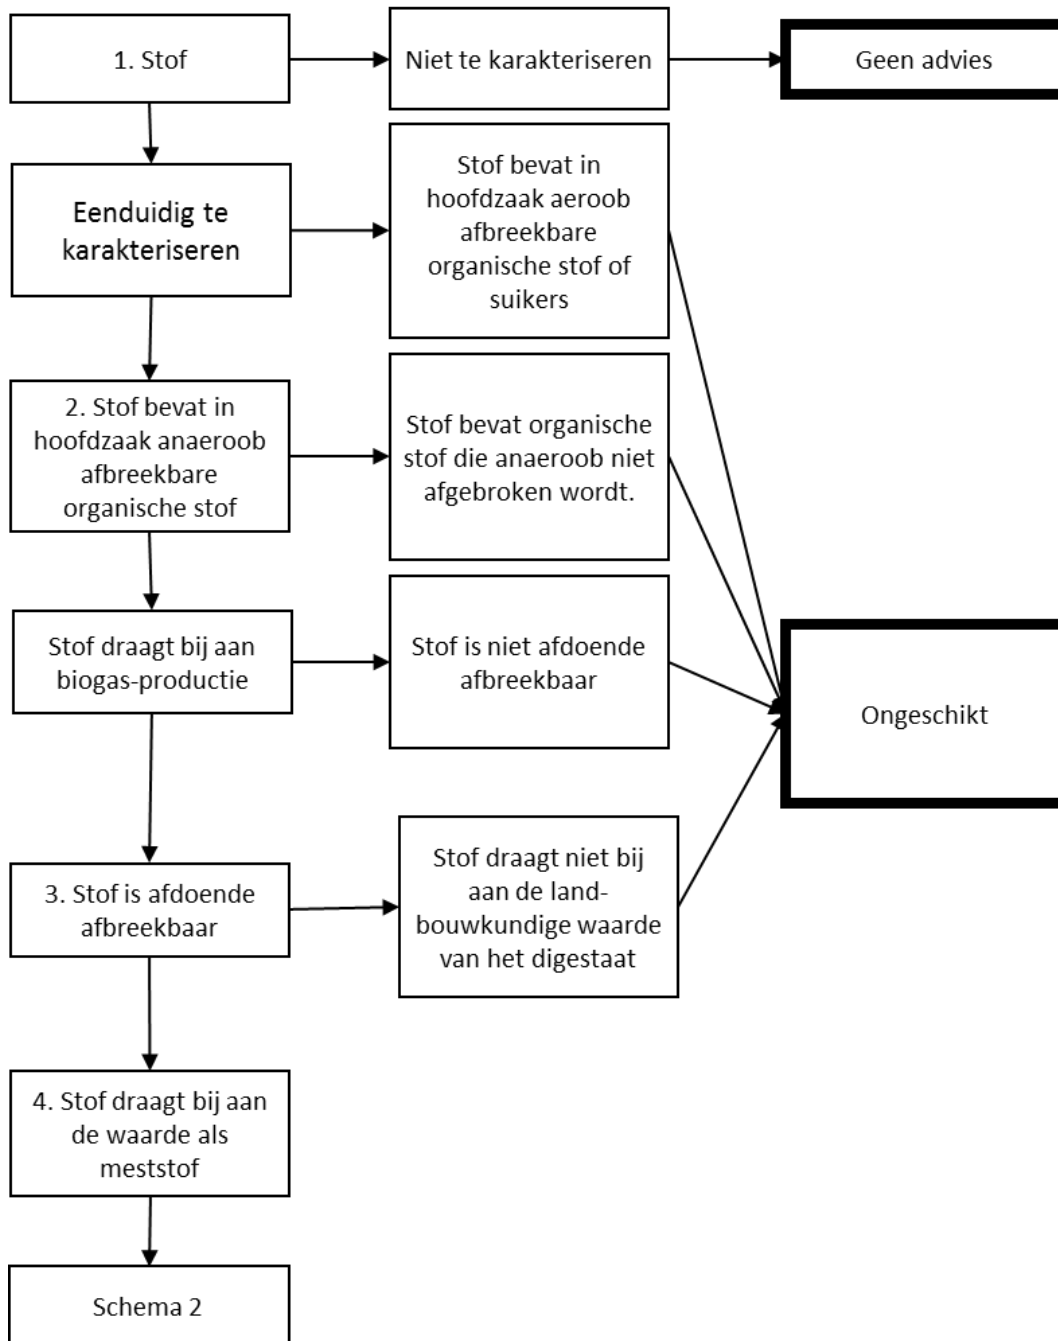 1. Stof
Niet te karakteriseren
Geen advies
Eenduidig te
karakteriseren
Stof bevat in
hoofdzaak aeroob
afbreekbare
organische stof of
suikers
2. Stof bevat in
hoofdzaak anaeroob
afbreekbare
organische stof
Stof bevat organische
stof die anaeroob niet
afgebroken wordt.
Stof draagt bij aan
biogas-productie
Stof is niet afdoende
afbreekbaar
Ongeschikt
3. Stof is afdoende
afbreekbaar
Stof draagt niet bij
aan de land-
bouwkundige waarde
van het digestaat
4. Stof draagt bij aan
de waarde als
meststof
Schema 2